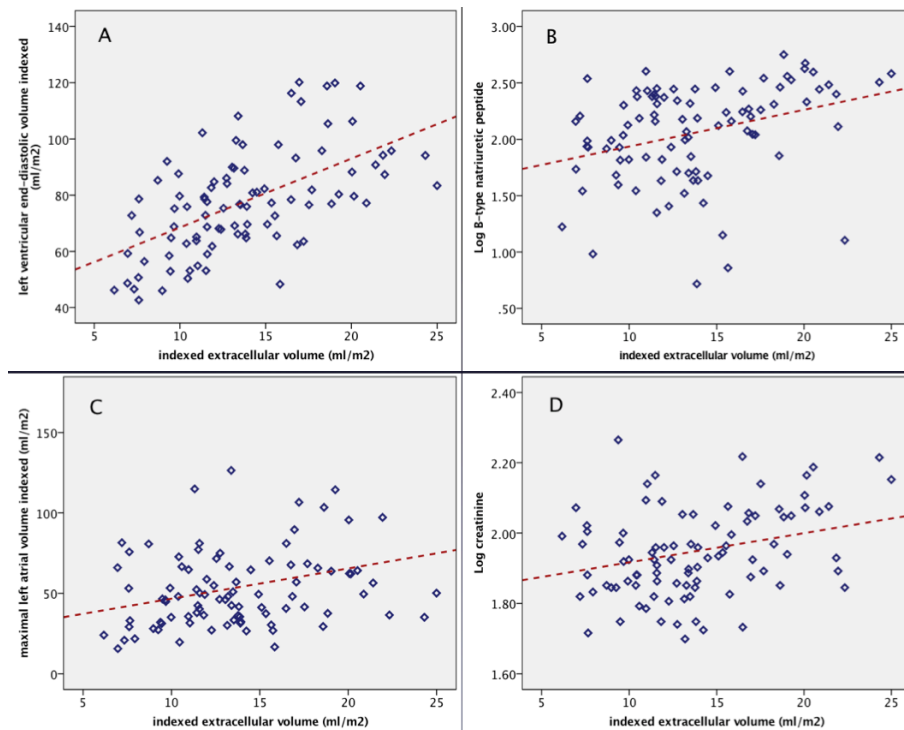 A
left ventricular end-diastolic volume indexed
(ml/m2)
140
120
100
80
60
40
5 10 15 20 25
indexed extracellular volume (ml/m2)
B
Log B-type natriuretic peptide
2.50
2.00
1.50
1.00
.50
5 10 15 20 25
indexed extracellular volume (ml/m2)
C
maximal left atrial volume indexed (ml/m2)
150
100
50
0
5 10 15 20 25
indexed extracellular volume (ml/m2)
D
Log creatinine
2.40
2.20
2.00
1.80
1.60
5 10 15 20 25
indexed extracellular volume (ml/m2)